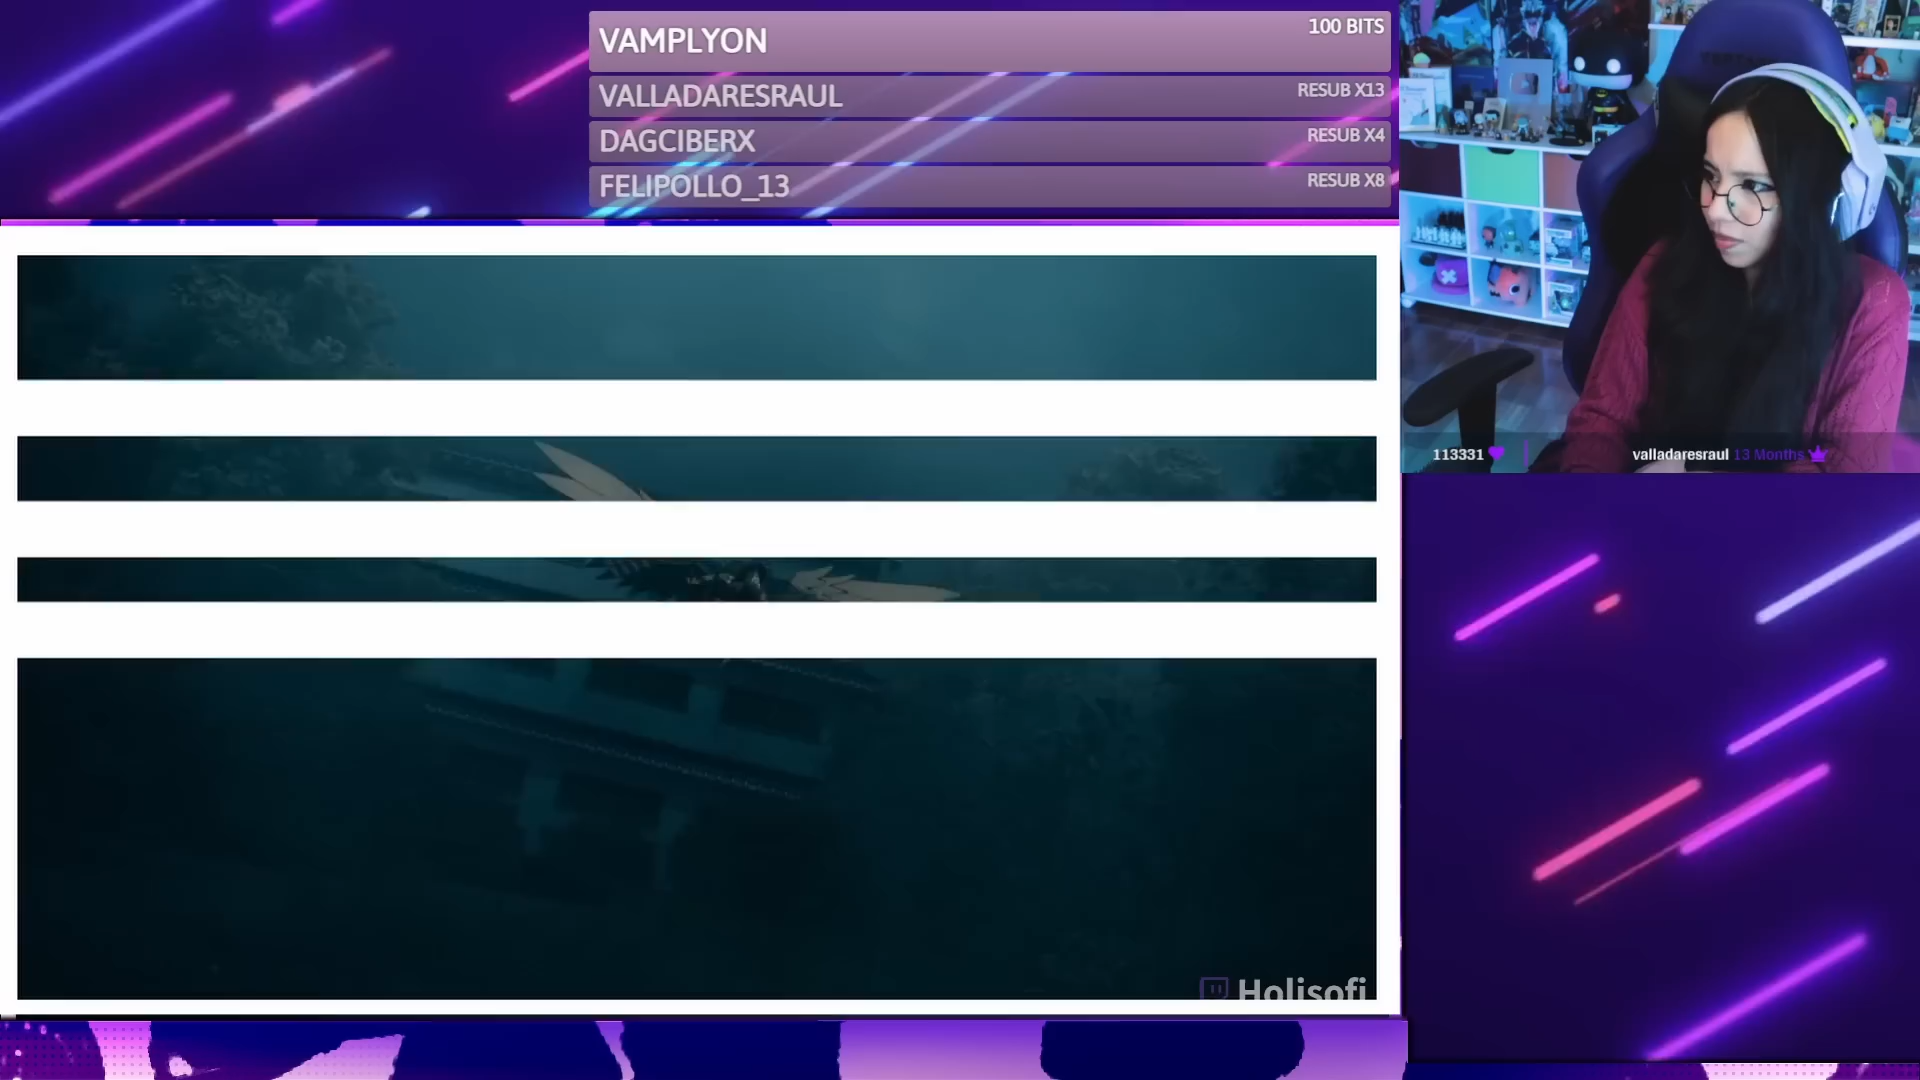 VAMPLYON 100 BITS
VALLADARESRAUL RESUB X13
DAGCIBERX RESUB X4
FELIPOLLO_13 RESUB X8
113331 valladaresraul 13 Months
Holisofi